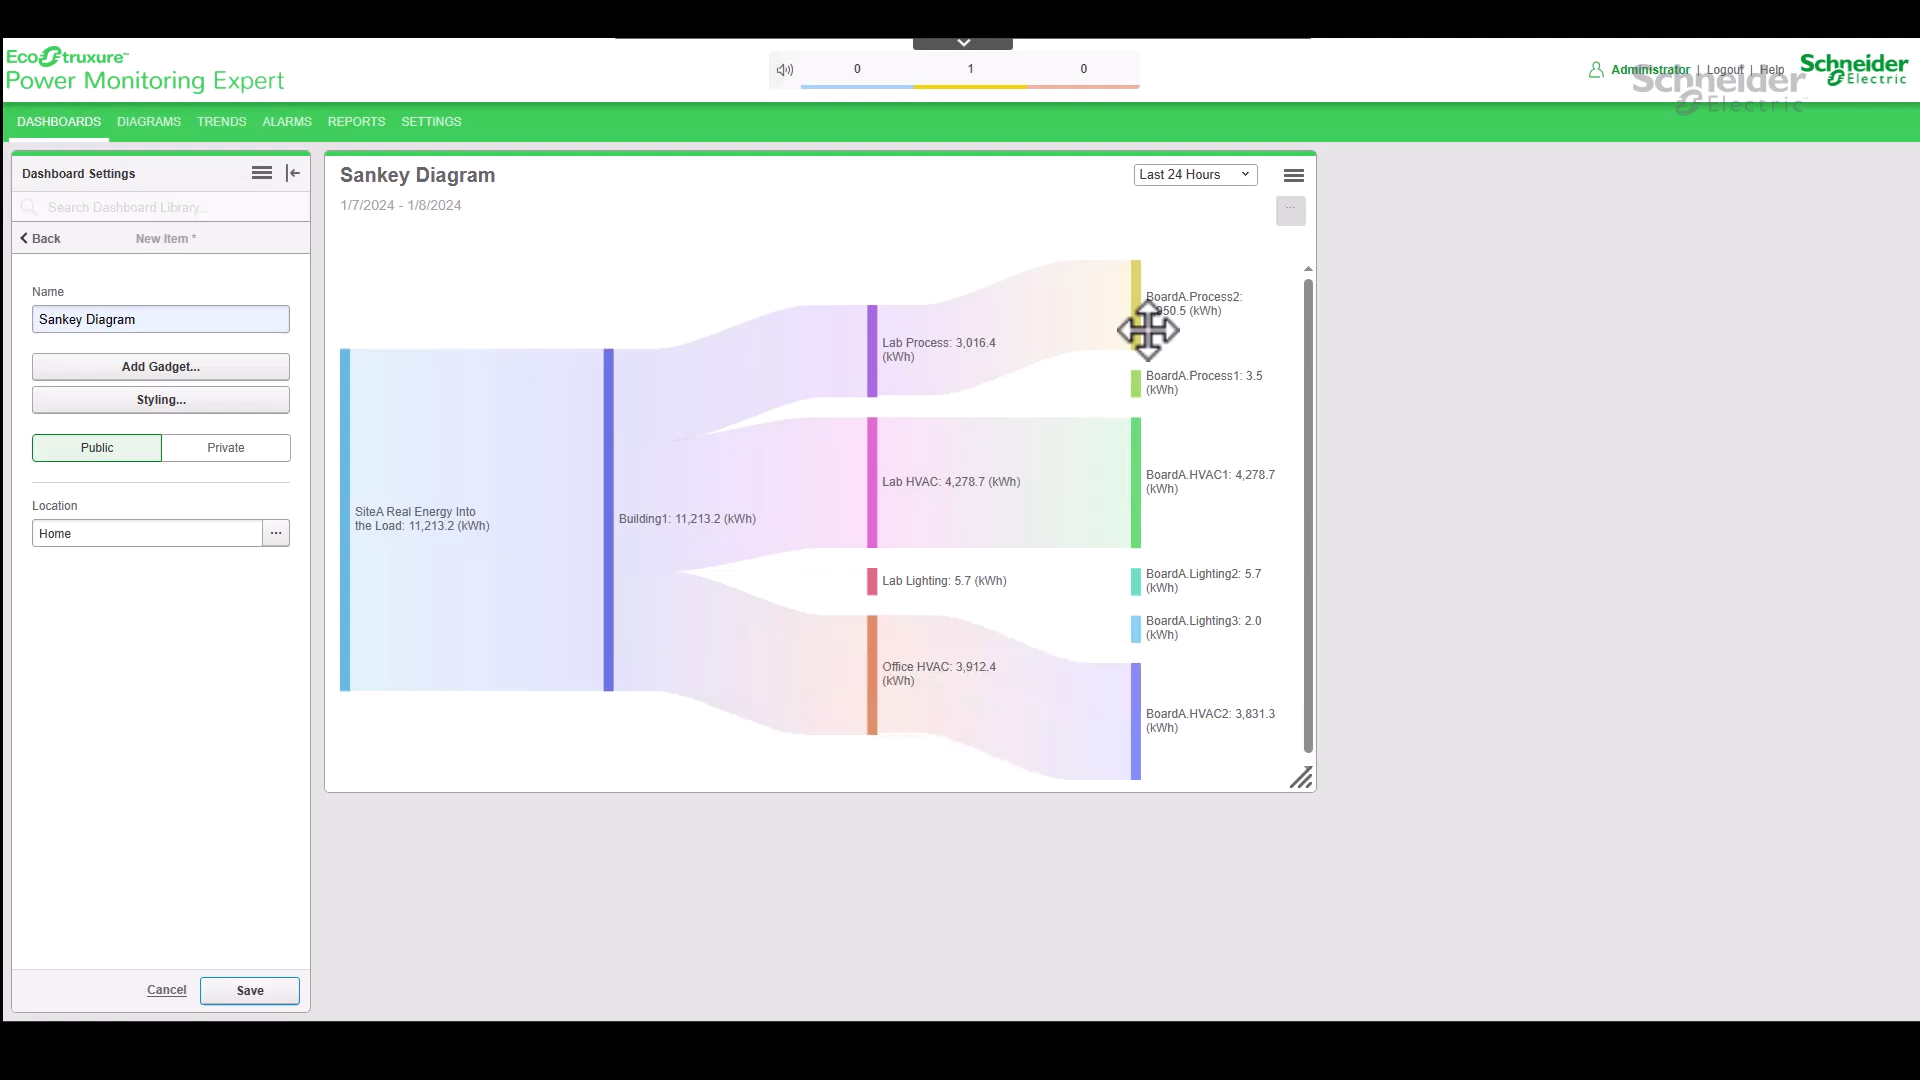 EcoStruxure™
Power Monitoring Expert
0
1
0
Administrator | Logout | Help
Schneider
Electric
Schneider
Electric
DASHBOARDS DIAGRAMS TRENDS ALARMS REPORTS SETTINGS
Dashboard Settings
Search Dashboard Library...
Back
New Item *
Name
Sankey Diagram
Add Gadget...
Styling...
Public
Private
Location
Home
...
Cancel
Save
Sankey Diagram
Last 24 Hours
1/7/2024 - 1/8/2024
...
SiteA Real Energy Into
the Load: 11,213.2 (kWh)
Building1: 11,213.2 (kWh)
Lab Process: 3,016.4
(kWh)
Lab HVAC: 4,278.7 (kWh)
Lab Lighting: 5.7 (kWh)
Office HVAC: 3,912.4
(kWh)
BoardA.Process2:
(kWh)
BoardA.Process1: 3.5
(kWh)
BoardA.HVAC1: 4,278.7
(kWh)
BoardA.Lighting2: 5.7
(kWh)
BoardA.Lighting3: 2.0
(kWh)
BoardA.HVAC2: 3,831.3
(kWh)